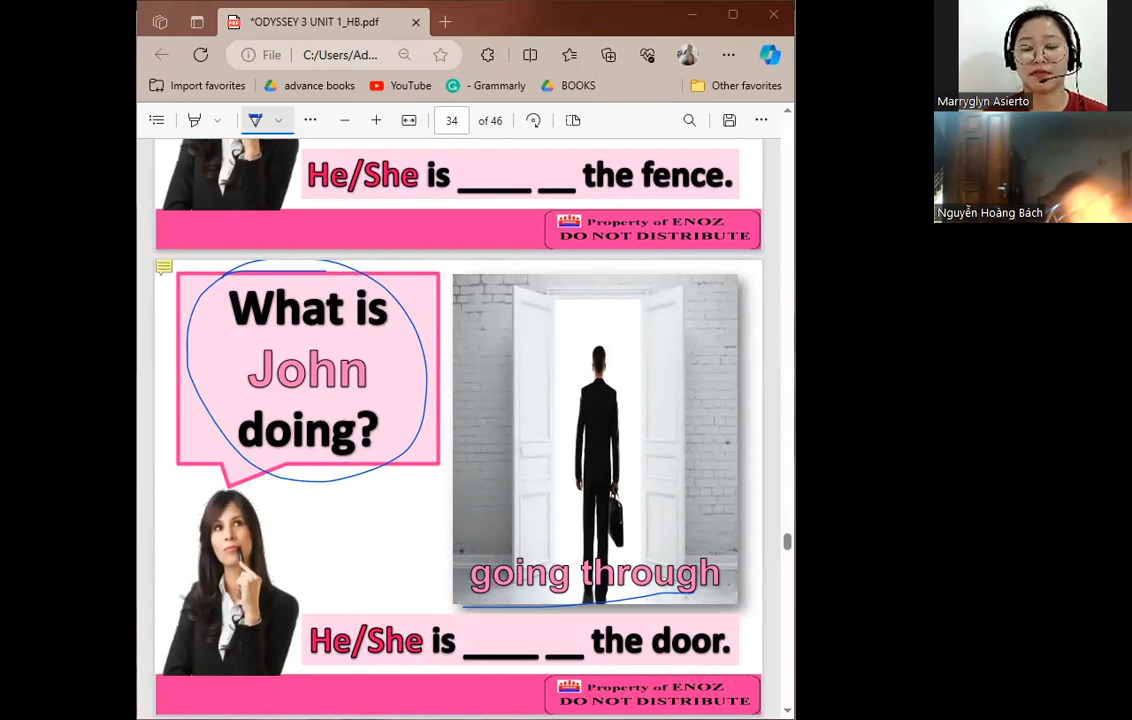 *ODYSSEY 3 UNIT 1_HB.pdf
File
C:/Users/Ad...
Import favorites
advance books
YouTube
- Grammarly
BOOKS
Other favorites
34
of 46
He/She is _____ ___ the fence.
Property of ENOZ
DO NOT DISTRIBUTE
What is
John
doing?
going through
He/She is _____ ___ the door.
Property of ENOZ
DO NOT DISTRIBUTE
Marryglyn Asierto
Nguyễn Hoàng Bách